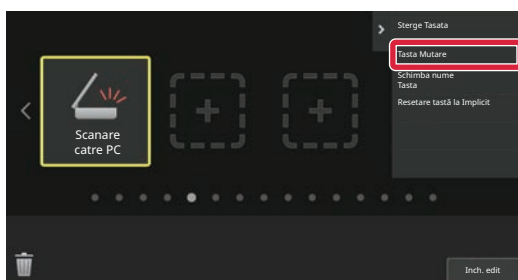 Sterge Tasata
Tasta Mutare
Schimba nume
Tasta
Resetare tastă la Implicit
Scanare
catre PC
Inch. edit